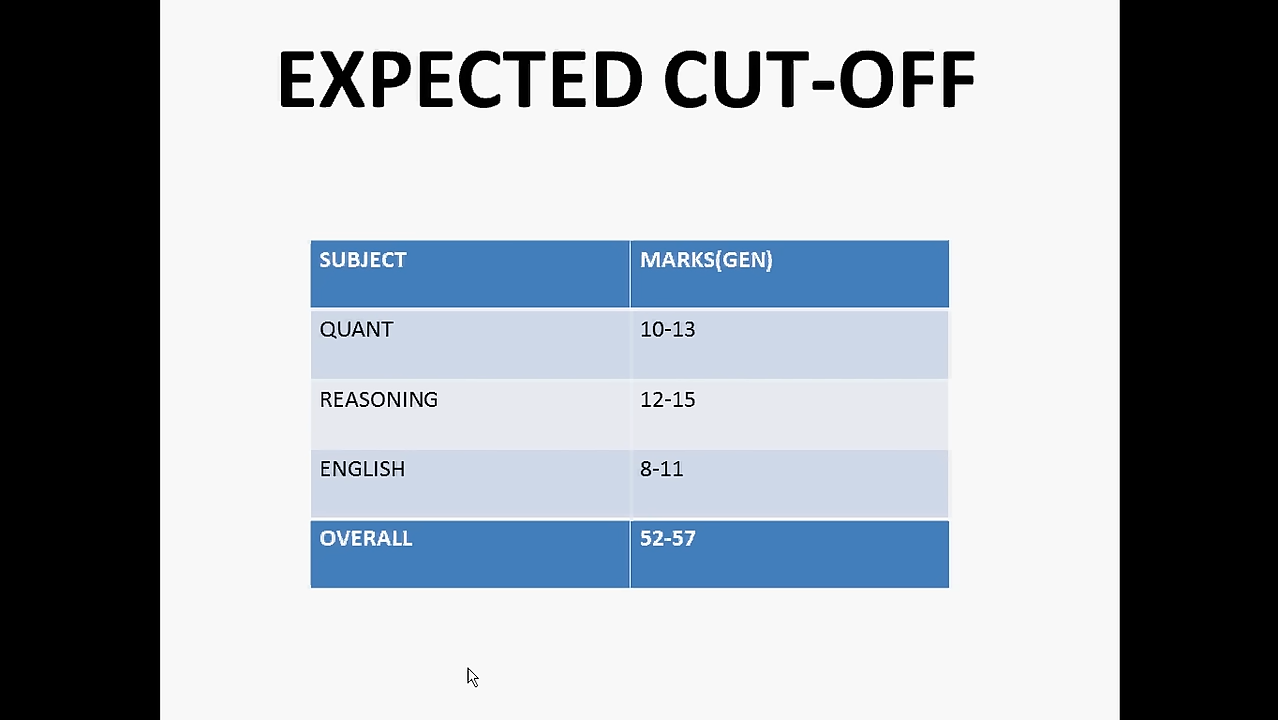 EXPECTED CUT-OFF
SUBJECT MARKS(GEN)
QUANT 10-13
REASONING 12-15
ENGLISH 8-11
OVERALL 52-57